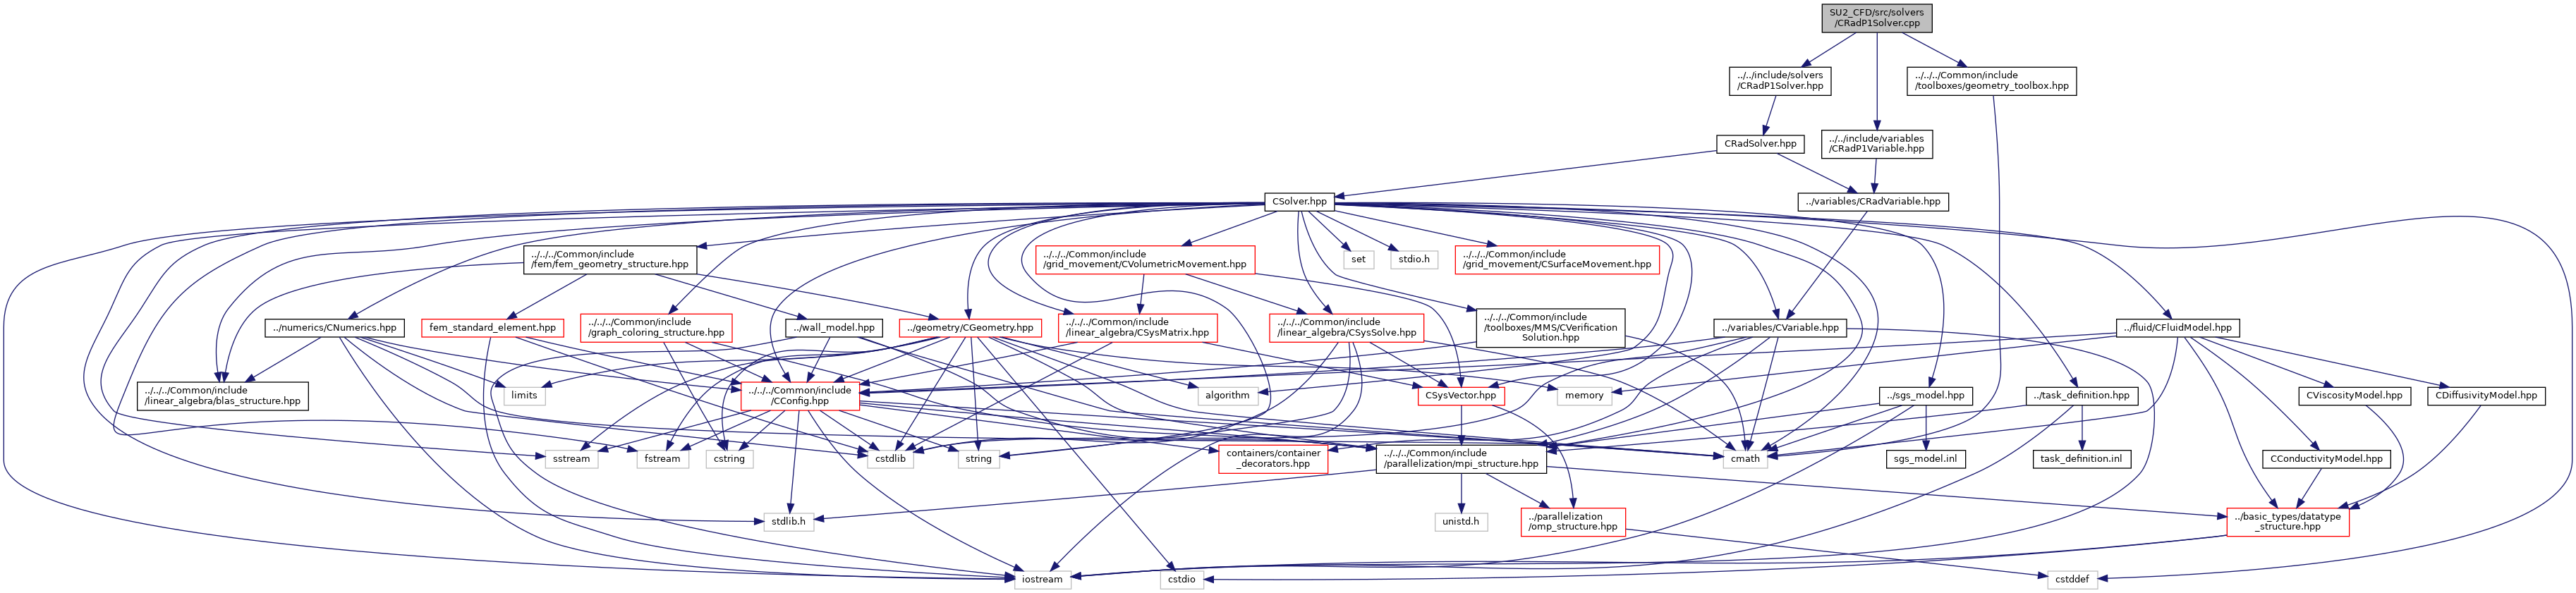 SU2_CFD/src/solvers
/CRadP1Solver.cpp
../../include/solvers
/CRadP1Solver.hpp
../../../Common/include
/toolboxes/geometry_toolbox.hpp
CRadSolver.hpp
../../include/variables
/CRadP1Variable.hpp
CSolver.hpp
../variables/CRadVariable.hpp
../../../Common/include
/fem/fem_geometry_structure.hpp
../../../Common/include
/grid_movement/CVolumetricMovement.hpp
set
stdio.h
../../../Common/include
/grid_movement/CSurfaceMovement.hpp
../numerics/CNumerics.hpp
fem_standard_element.hpp
../../../Common/include
/graph_coloring_structure.hpp
../wall_model.hpp
../geometry/CGeometry.hpp
../../../Common/include
/linear_algebra/CSysMatrix.hpp
../../../Common/include
/linear_algebra/CSysSolve.hpp
../../../Common/include
/toolboxes/MMS/CVerification
Solution.hpp
../variables/CVariable.hpp
../fluid/CFluidModel.hpp
../../../Common/include
/linear_algebra/blas_structure.hpp
limits
../../../Common/include
/CConfig.hpp
algorithm
CSysVector.hpp
memory
../sgs_model.hpp
../task_definition.hpp
CViscosityModel.hpp
CDiffusivityModel.hpp
sstream
fstream
cstring
cstdlib
string
containers/container
_decorators.hpp
../../../Common/include
/parallelization/mpi_structure.hpp
cmath
sgs_model.inl
task_definition.inl
CConductivityModel.hpp
stdlib.h
unistd.h
../parallelization
/omp_structure.hpp
../basic_types/datatype
_structure.hpp
iostream
cstdio
cstddef